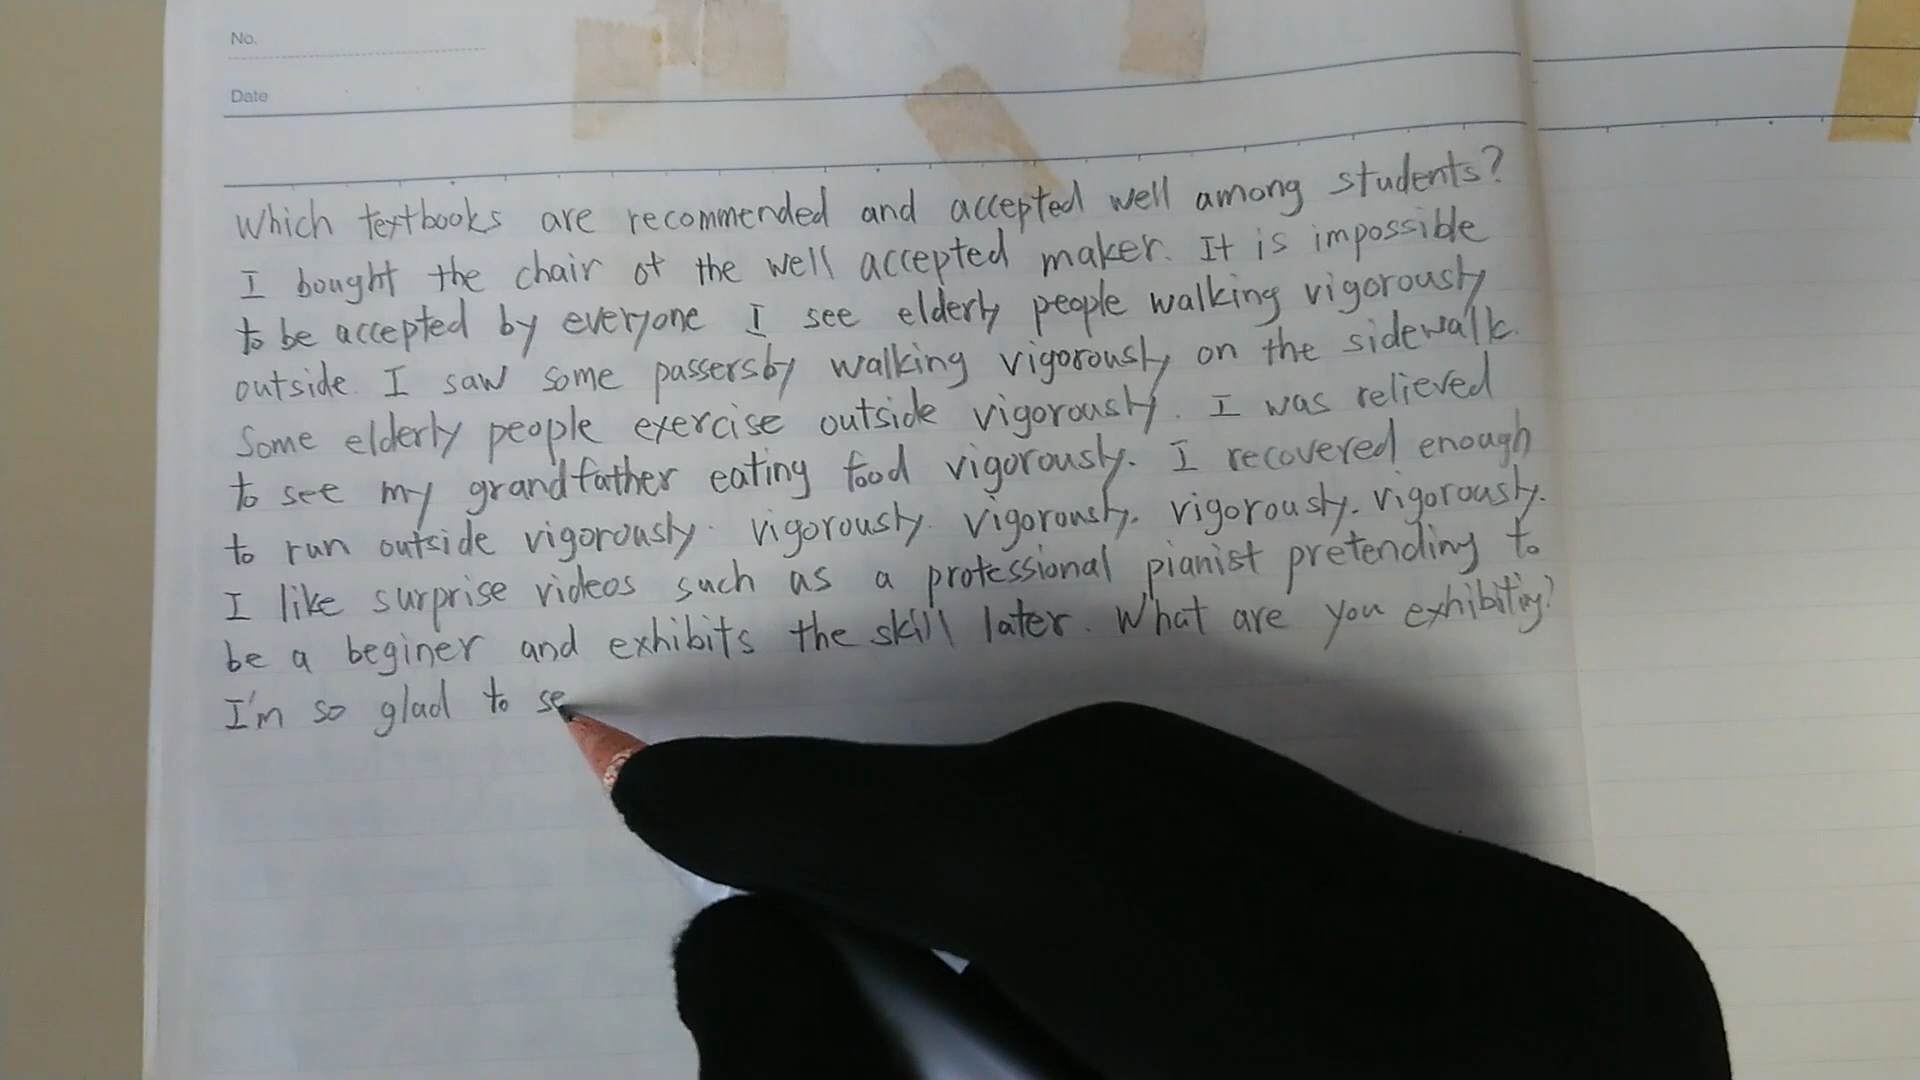 No.
Date
Which textbooks are recommended and accepted well among students?
I bought the chair of the well accepted maker. It is impossible
to be accepted by everyone I see elderly people walking vigorously
outside. I saw some passersby walking vigorously on the sidewalk.
Some elderly people exercise outside vigorously. I was relieved
to see my grandfather eating food vigorously. I recovered enough
to run outside vigorously. vigorously. vigorously. vigorously. vigorously.
I like surprise videos such as a professional pianist pretending to
be a beginer and exhibits the skill later. What are you exhibiting?
I'm so glad to se